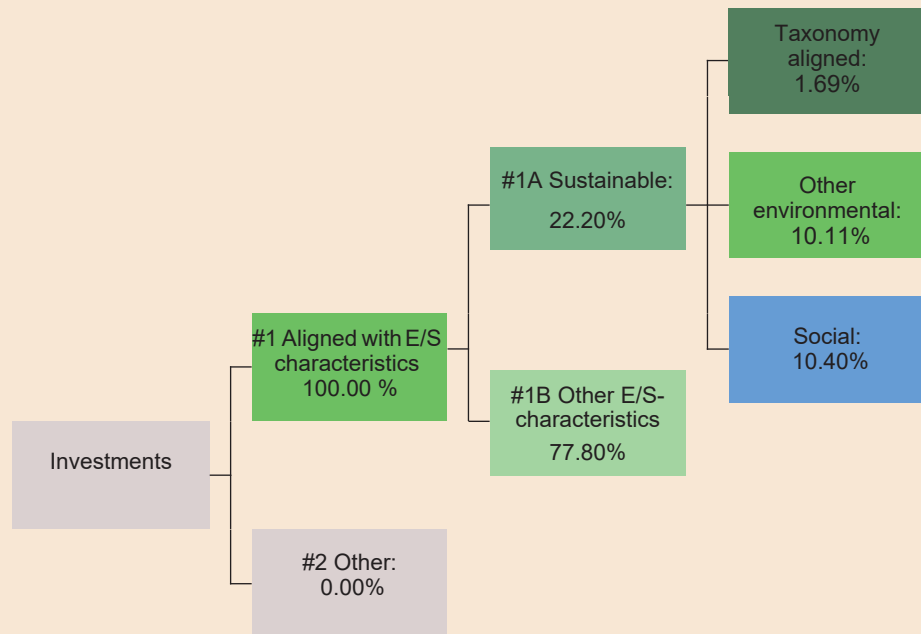 Taxonomy
aligned:
1.69%
#1A Sustainable:
22.20%
Other
environmental:
10.11%
#1 Aligned with E/S
characteristics
100.00 %
Social:
10.40%
#1B Other E/S-
characteristics
77.80%
Investments
#2 Other:
0.00%